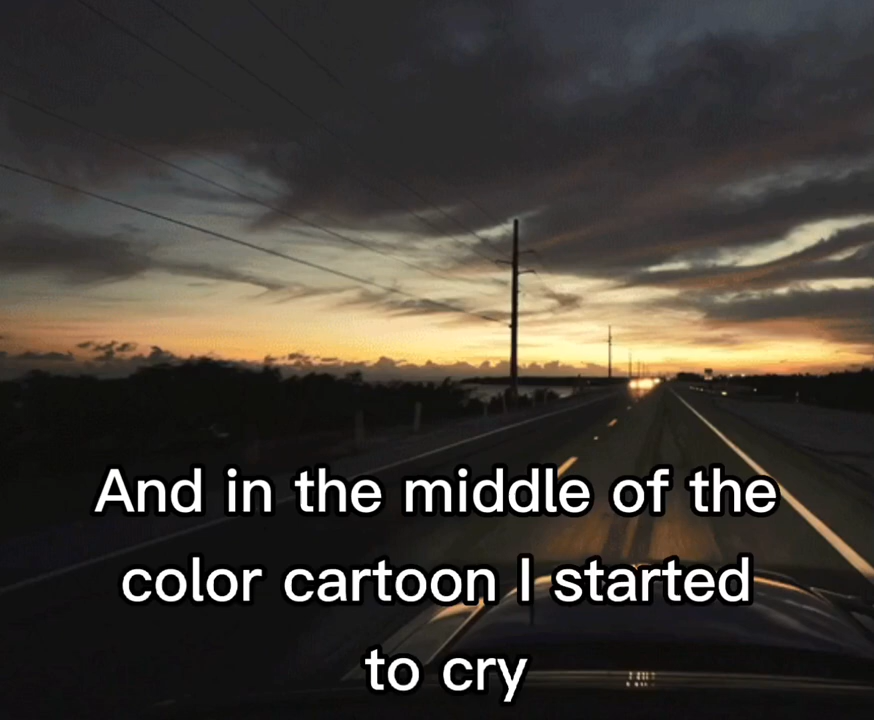 And in the middle of the
color cartoon I started
to cry